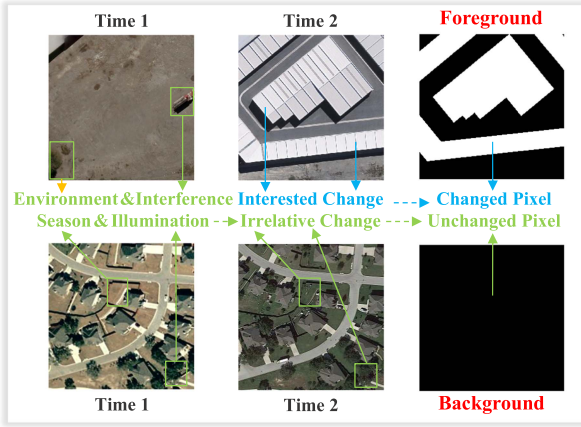 Time 1 Time 2 Foreground
Environment&Interference Interested Change Changed Pixel
Season&Illumination Irrelative Change Unchanged Pixel
Time 1 Time 2 Background